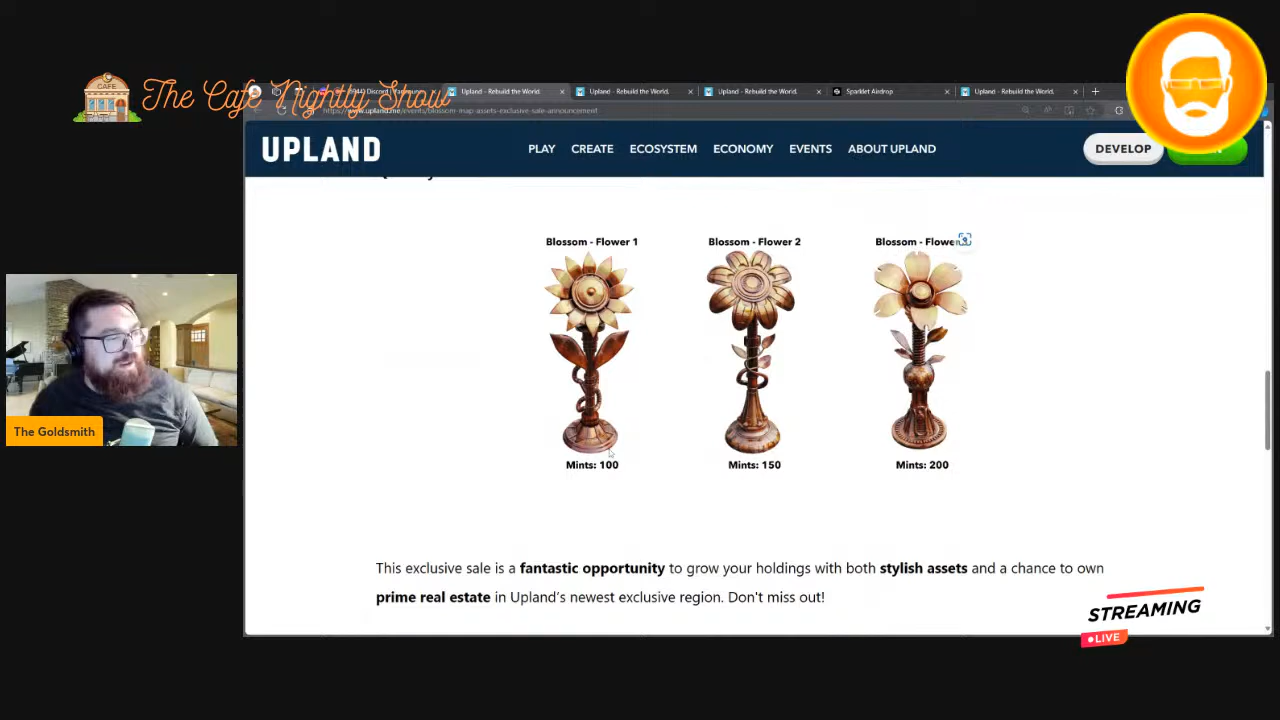 CAFE
The Cafe Nightly Show
Upland - Rebuild the World.
Upland - Rebuild the World.
Upland - Rebuild the World.
Sparklet Airdrop
Upland - Rebuild the World.
UPLAND
PLAY
CREATE
ECOSYSTEM
ECONOMY
EVENTS
ABOUT UPLAND
DEVELOP
Blossom - Flower 1
Blossom - Flower 2
Blossom - Flower
Mints: 100
Mints: 150
Mints: 200
The Goldsmith
This exclusive sale is a fantastic opportunity to grow your holdings with both stylish assets and a chance to own
prime real estate in Upland's newest exclusive region. Don't miss out!
STREAMING
LIVE